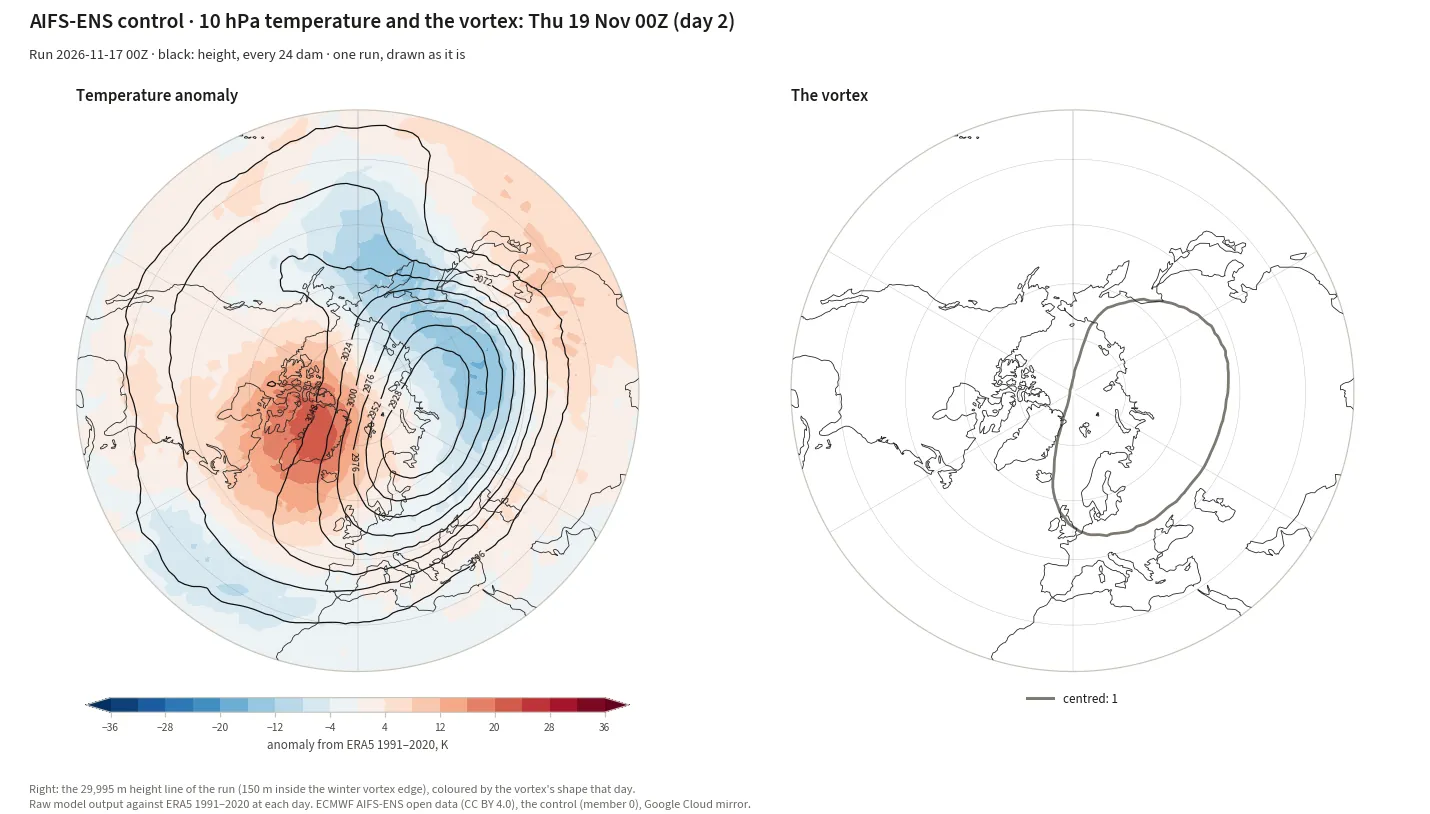 AIFS-ENS control · 10 hPa temperature and the vortex: Thu 19 Nov 00Z (day 2)
Run 2026-11-17 00Z · black: height, every 24 dam · one run, drawn as it is
Temperature anomaly
The vortex
3072
3024
2976
3000
2928
2952
3048
2976
3096
−36 −28 −20 −12 −4 4 12 20 28 36
anomaly from ERA5 1991–2020, K
centred: 1
Right: the 29,995 m height line of the run (150 m inside the winter vortex edge), coloured by the vortex's shape that day.
Raw model output against ERA5 1991–2020 at each day. ECMWF AIFS-ENS open data (CC BY 4.0), the control (member 0), Google Cloud mirror.